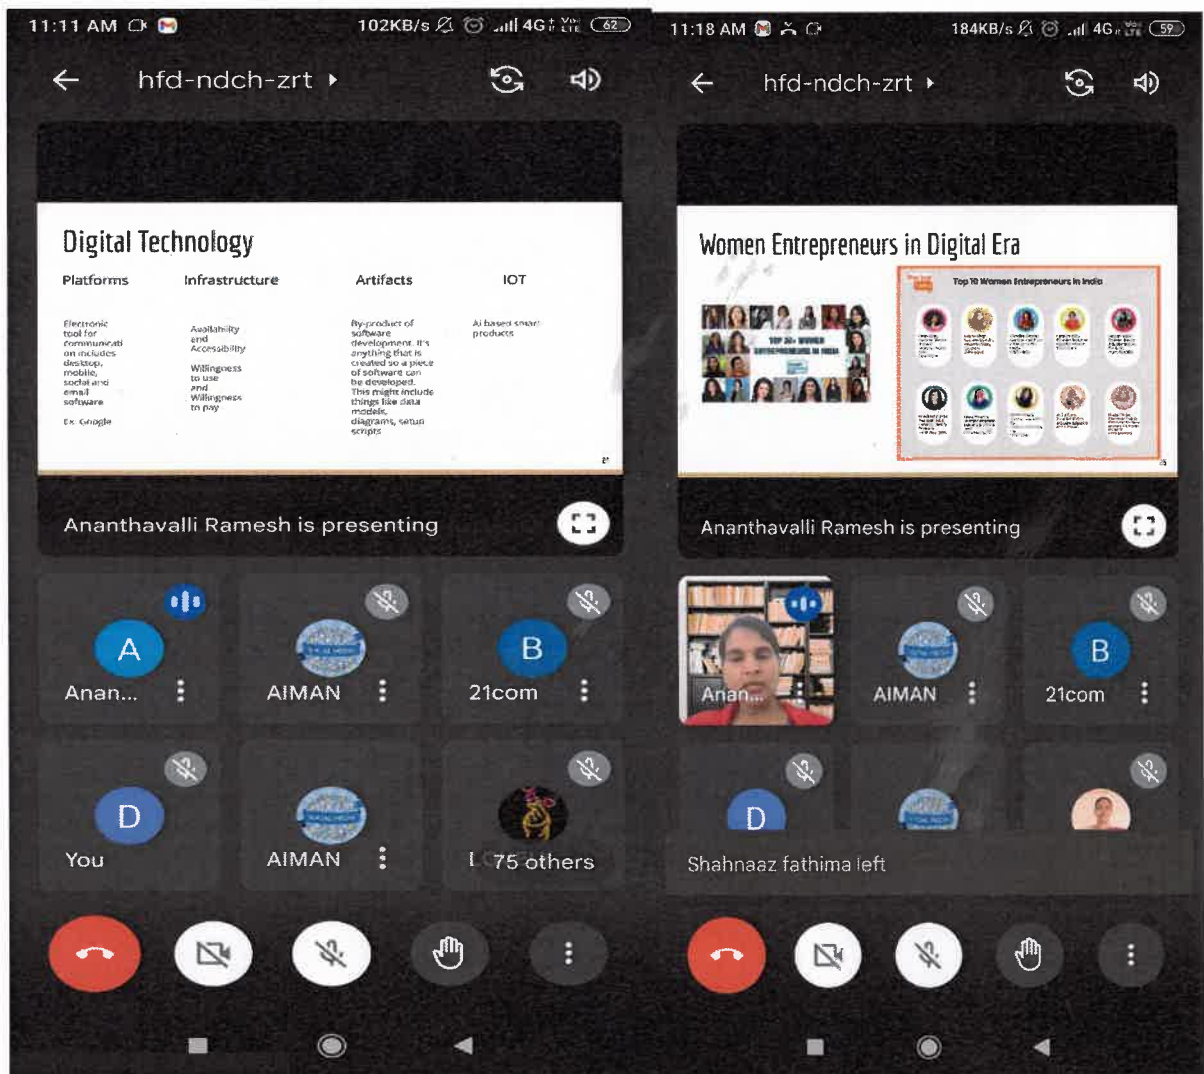 11:11 AM
102KB/s 4G+ Vo LTE 62
hfd-ndch-zrt
Digital Technology
Platforms
Infrastructure
Artifacts
IOT
Electronic
tool for
communicati
on includes
desktop,
mobile,
social and
email
software
Ex. Google
Availability
and
Accessibility
Willingness
to use
and
Willingness
to pay
By-product of
software
development. It's
anything that is
created so a piece
of software can
be developed.
This might include
things like data
models,
diagrams, setup
scripts
AI based smart
products
21
Ananthavalli Ramesh is presenting
A
Anan...
AIMAN
B
21com
D
You
AIMAN
75 others
11:18 AM
184KB/s 4G Vo LTE 59
hfd-ndch-zrt
Women Entrepreneurs in Digital Era
TOP 20+ WOMEN
ENTREPRENEURS IN INDIA
Top 10 Women Entrepreneurs in India
Ananthavalli Ramesh is presenting
Anan...
AIMAN
B
21com
D
Shahnaaz fathima left